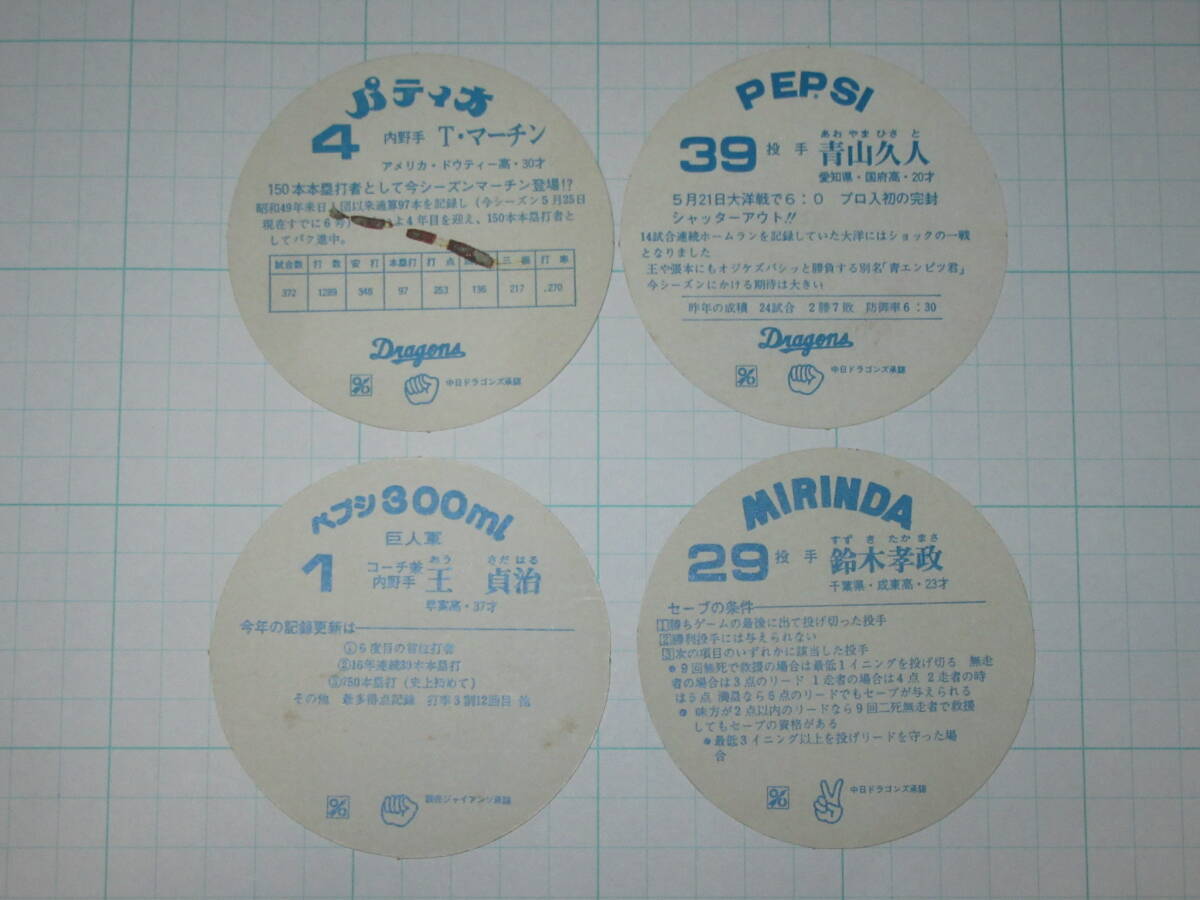 パティオ
4 内野手 T・マーチン
アメリカ・ドウティー高・30才
150本本塁打者として今シーズンマーチン登場!?
昭和49年来日入団以来通算97本を記録し(今シーズン5月25日
現在すでに6号) よ4年目を迎え、150本本塁打者と
してバク進中。
試合数 打数 安打 本塁打 打点 三振 打率
372 1289 348 97 253 136 217 .270
Dragons
中日ドラゴンズ承認
PEPSI
あおやまひさと
39 投手 青山久人
愛知県・国府高・20才
5月21日大洋戦で6:0 プロ入初の完封
シャッターアウト!!
14試合連続ホームランを記録していた大洋にはショックの一戦
となりました
王や張本にもオジケズバシッと勝負する別名「青エンピツ君」
今シーズンにかける期待は大きい
昨年の成績 24試合 2勝7敗 防御率6:30
Dragons
中日ドラゴンズ承認
ペプシ300ml
巨人軍
おう さだはる
1 コーチ兼内野手 王 貞治
早実高・37才
今年の記録更新は
①5度目の首位打者
②16年連続39本本塁打
③750本塁打(史上初めて)
その他 最多得点記録 打率3割12回目 他
読売ジャイアンツ承認
MIRINDA
すずきたかまさ
29 投手 鈴木孝政
千葉県・成東高・23才
セーブの条件
1勝ちゲームの最後に出て投げ切った投手
2勝利投手には与えられない
3次の項目のいずれかに該当した投手
●9回無死で救援の場合は最低1イニングを投げ切る 無走
者の場合は3点のリード 1走者の場合は4点 2走者の時
は5点 満塁なら6点のリードでもセーブが与えられる
●味方が2点以内のリードなら9回二死無走者で救援
してもセーブの資格がある
●最低3イニング以上を投げリードを守った場
合
中日ドラゴンズ承認